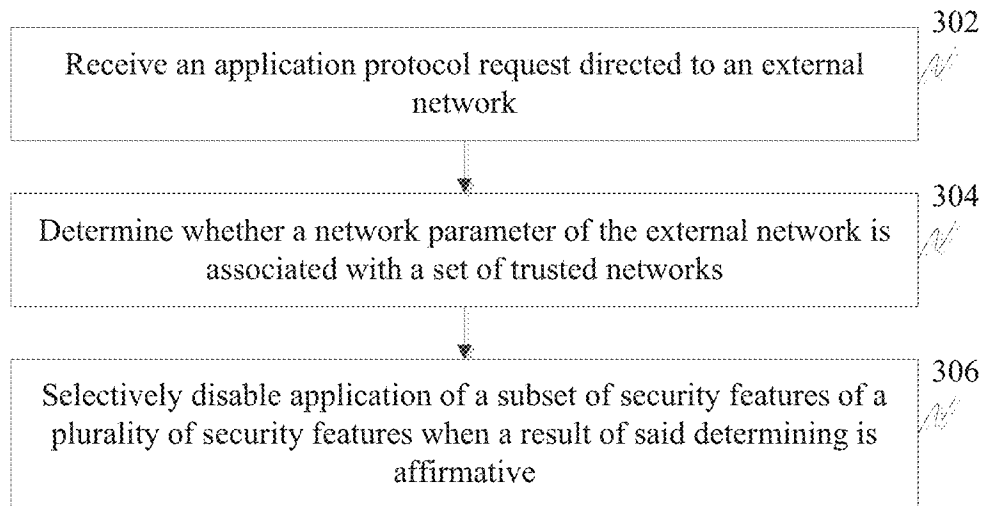 302
Receive an application protocol request directed to an external
network
304
Determine whether a network parameter of the external network is
associated with a set of trusted networks
306
Selectively disable application of a subset of security features of a
plurality of security features when a result of said determining is
affirmative